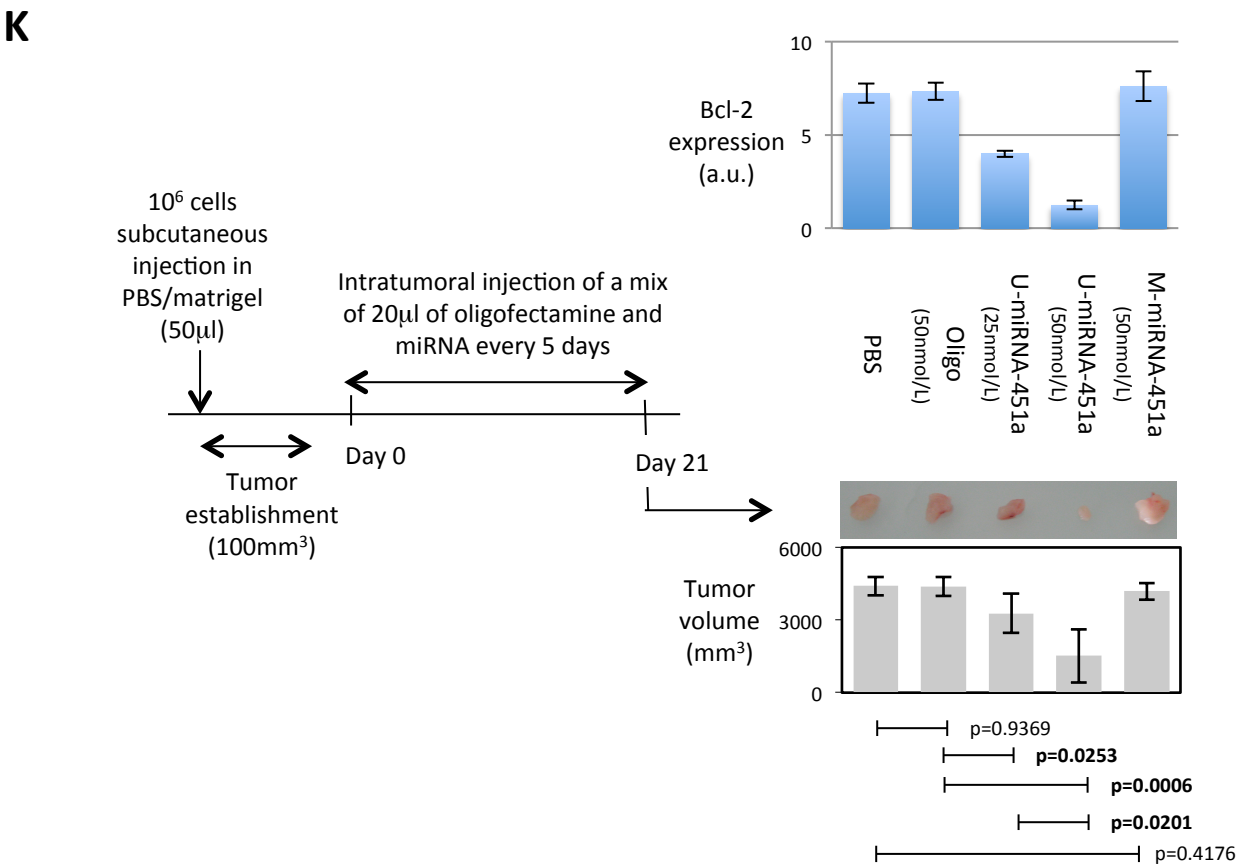 K
10⁶ cells
subcutaneous
injection in
PBS/matrigel
(50μl)
Intratumoral injection of a mix
of 20μl of oligofectamine and
miRNA every 5 days
Tumor
establishment
(100mm³)
Day 0
Day 21
Bcl-2
expression
(a.u.)
10
5
0
PBS
Oligo
(50nmol/L)
U-miRNA-451a
(25nmol/L)
U-miRNA-451a
(50nmol/L)
M-miRNA-451a
(50nmol/L)
Tumor
volume
(mm³)
6000
3000
0
p=0.9369
p=0.0253
p=0.0006
p=0.0201
p=0.4176